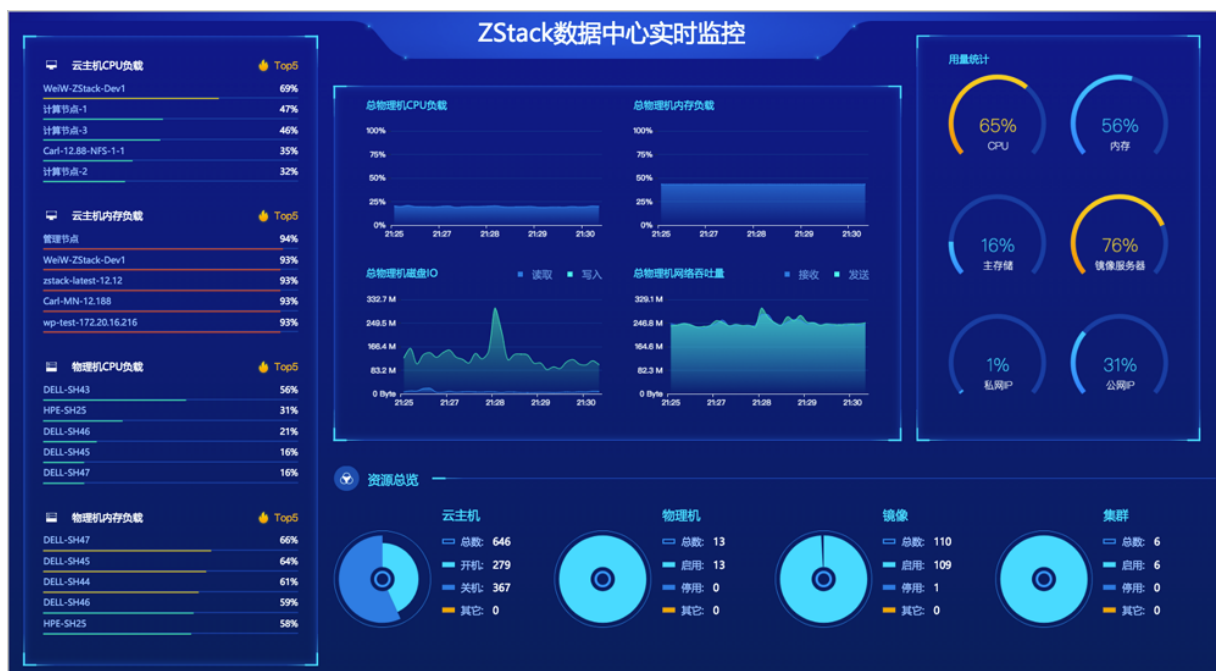 ZStack数据中心实时监控
云主机CPU负载 Top5
WeiW-ZStack-Dev1 69%
计算节点-1 47%
计算节点-3 46%
Carl-12.88-NFS-1-1 35%
计算节点-2 32%
云主机内存负载 Top5
管理节点 94%
WeiW-ZStack-Dev1 93%
zstack-latest-12.12 93%
Carl-MN-12.188 93%
wp-test-172.20.16.216 93%
物理机CPU负载 Top5
DELL-SH43 56%
HPE-SH25 31%
DELL-SH46 21%
DELL-SH45 16%
DELL-SH47 16%
物理机内存负载 Top5
DELL-SH47 66%
DELL-SH45 64%
DELL-SH44 61%
DELL-SH46 59%
HPE-SH25 58%
总物理机CPU负载
100%
75%
50%
25%
0%
21:25 21:27 21:28 21:29 21:30
总物理机内存负载
100%
75%
50%
25%
0%
21:25 21:27 21:28 21:29 21:30
总物理机磁盘IO 读取 写入
332.7 M
249.5 M
166.4 M
83.2 M
0 Byte
21:25 21:27 21:28 21:29 21:30
总物理机网络吞吐量 接收 发送
329.1 M
246.8 M
164.6 M
82.3 M
0 Byte
21:25 21:27 21:28 21:29 21:30
用量统计
65%
CPU
56%
内存
16%
主存储
76%
镜像服务器
1%
私网IP
31%
公网IP
资源总览
云主机
总数: 646
开机: 279
关机: 367
其它: 0
物理机
总数: 13
启用: 13
停用: 0
其它: 0
镜像
总数: 110
启用: 109
停用: 1
其它: 0
集群
总数: 6
启用: 6
停用: 0
其它: 0